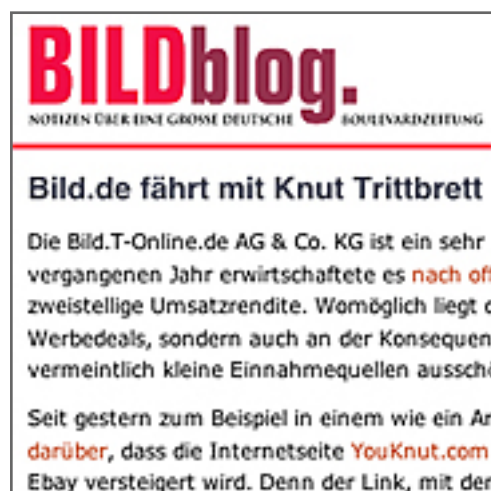 BILDblog.
NOTIZEN ÜBER EINE GROSSE DEUTSCHE BOULEVARDZEITUNG
Bild.de fährt mit Knut Trittbrett
Die Bild.T-Online.de AG & Co. KG ist ein sehr
vergangenen Jahr erwirtschaftete es nach off
zweistellige Umsatzrendite. Womöglich liegt d
Werbedeals, sondern auch an der Konsequen
vermeintlich kleine Einnahmequellen ausschö
Seit gestern zum Beispiel in einem wie ein Ar
darüber, dass die Internetseite YouKnut.com
Ebay versteigert wird. Denn der Link, mit der